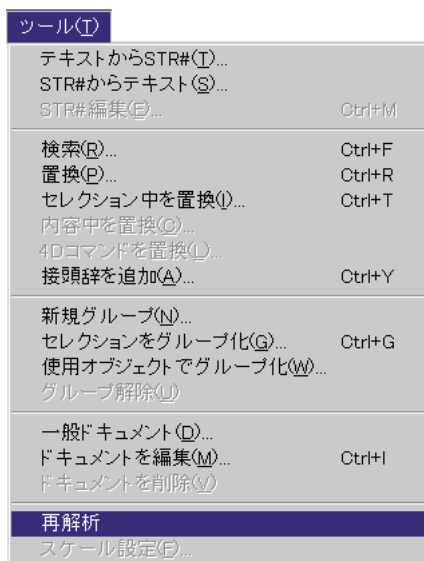 ツール(T)
テキストからSTR#(T)...
STR#からテキスト(S)...
STR#編集(E)... Ctrl+M
検索(R)... Ctrl+F
置換(P)... Ctrl+R
セレクション中を置換(I)... Ctrl+T
内容中を置換(C)...
4Dコマンドを置換(L)...
接頭辞を追加(A)... Ctrl+Y
新規グループ(N)...
セレクションをグループ化(G)... Ctrl+G
使用オブジェクトでグループ化(W)...
グループ解除(U)
一般ドキュメント(D)...
ドキュメントを編集(M)... Ctrl+I
ドキュメントを削除(V)
再解析
スケール設定(F)...